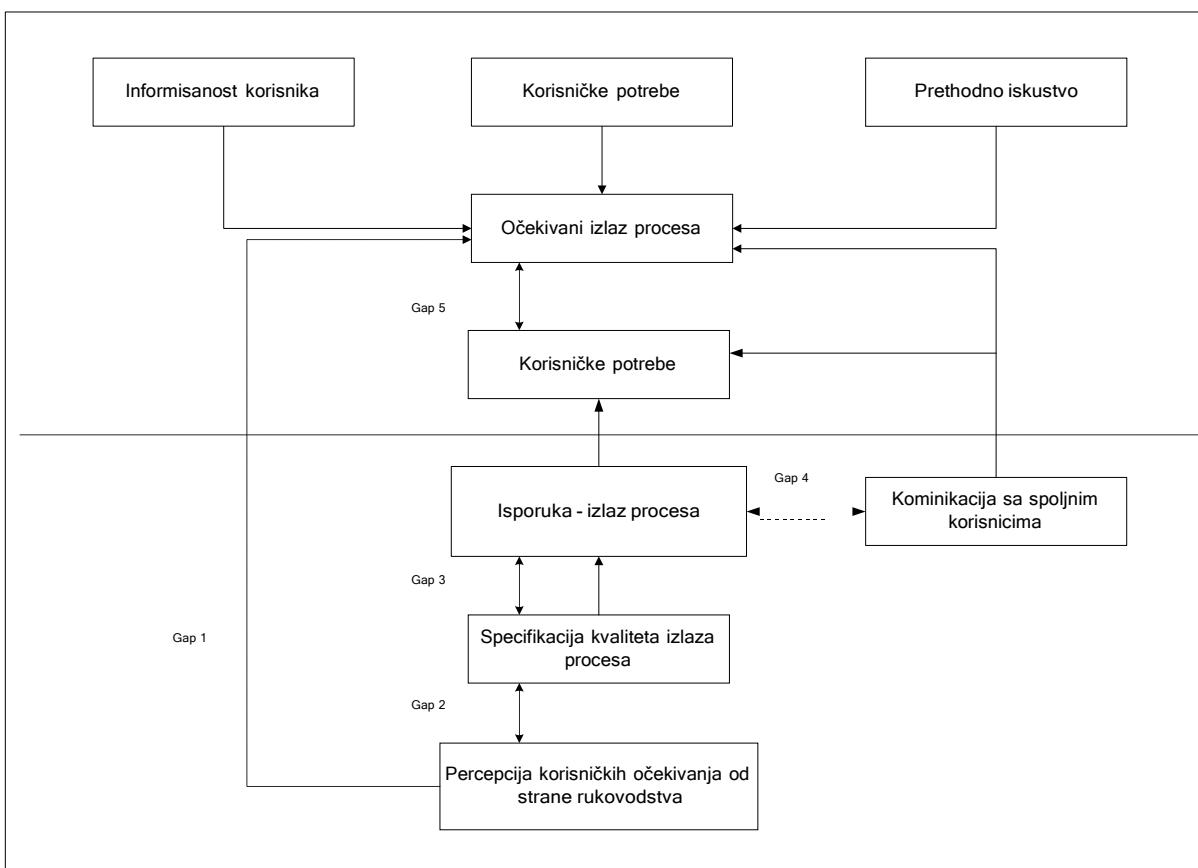 Informisanost korisnika
Korisničke potrebe
Prethodno iskustvo
Očekivani izlaz procesa
Gap 5
Korisničke potrebe
Isporuka - izlaz procesa
Gap 4
Kominikacija sa spoljnim
korisnicima
Gap 3
Specifikacija kvaliteta izlaza
procesa
Gap 1
Gap 2
Percepcija korisničkih očekivanja od
strane rukovodstva